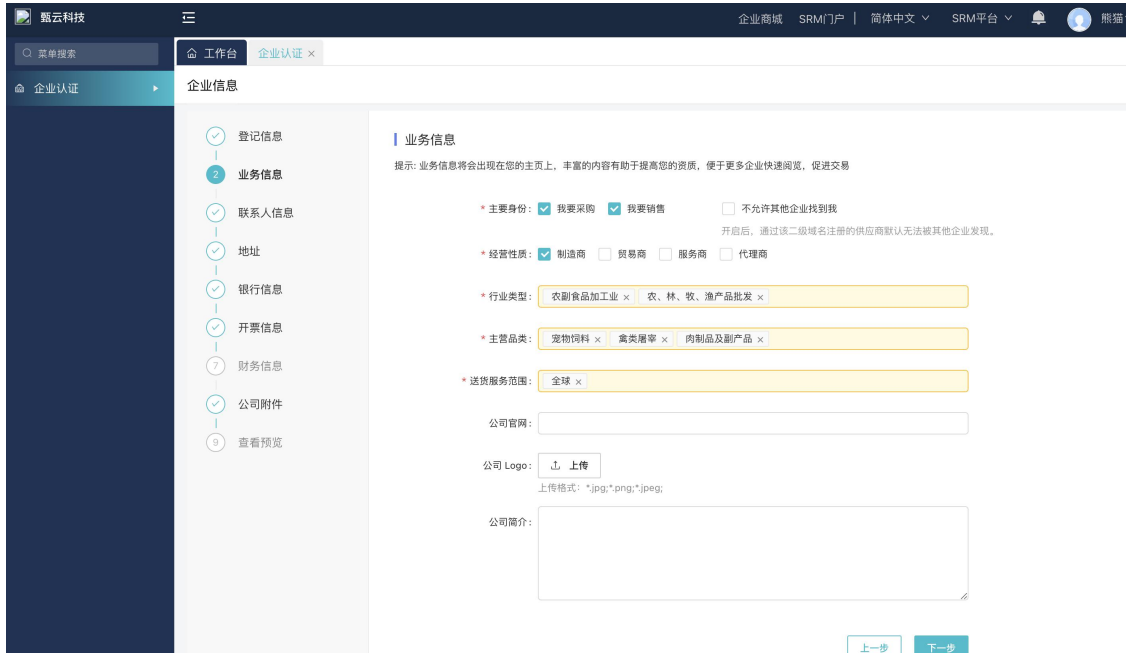 甄云科技 企业商城 SRM门户 | 简体中文 SRM平台 熊猫
菜单搜索 工作台 企业认证 ×
企业认证 企业信息
登记信息
2 业务信息
联系人信息
地址
银行信息
开票信息
7 财务信息
公司附件
9 查看预览
业务信息
提示: 业务信息将会出现在您的主页上，丰富的内容有助于提高您的资质，便于更多企业快速阅览，促进交易
* 主要身份: 我要采购 我要销售 不允许其他企业找到我
开启后，通过该二级域名注册的供应商默认无法被其他企业发现。
* 经营性质: 制造商 贸易商 服务商 代理商
* 行业类型: 农副食品加工业 × 农、林、牧、渔产品批发 ×
* 主营品类: 宠物饲料 × 禽类屠宰 × 肉制品及副产品 ×
* 送货服务范围: 全球 ×
公司官网:
公司 Logo: 上传
上传格式: *.jpg;*.png;*.jpeg;
公司简介:
上一步 下一步